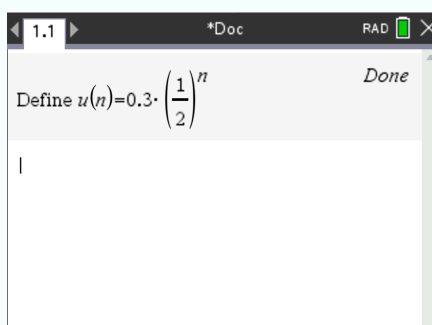 1.1 *Doc RAD
Define u(n)=0.3·(1/2)^n Done